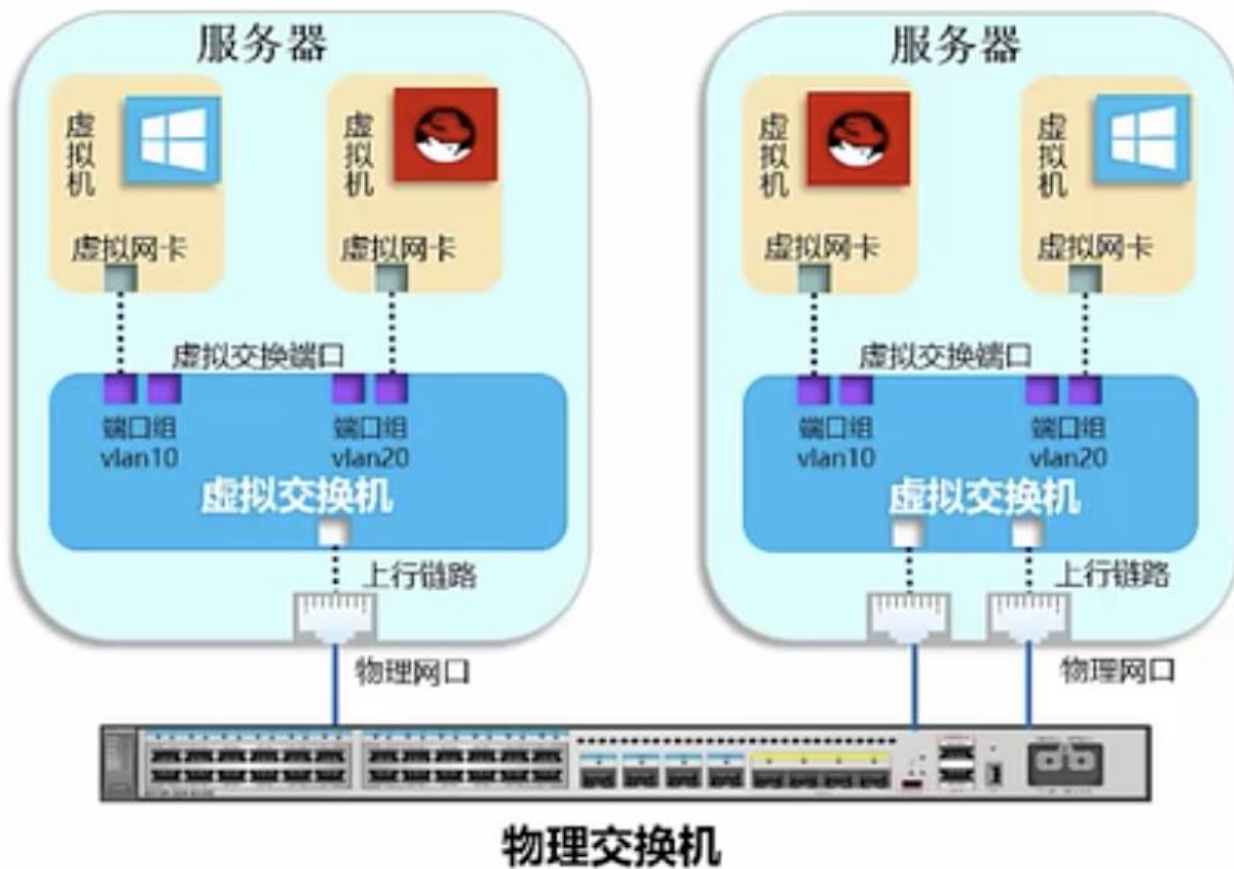 服务器
服务器
虚拟机
虚拟机
虚拟机
虚拟机
虚拟网卡
虚拟网卡
虚拟网卡
虚拟网卡
虚拟交换端口
虚拟交换端口
端口组
vlan10
端口组
vlan20
端口组
vlan10
端口组
vlan20
虚拟交换机
虚拟交换机
上行链路
上行链路
物理网口
物理网口
物理交换机